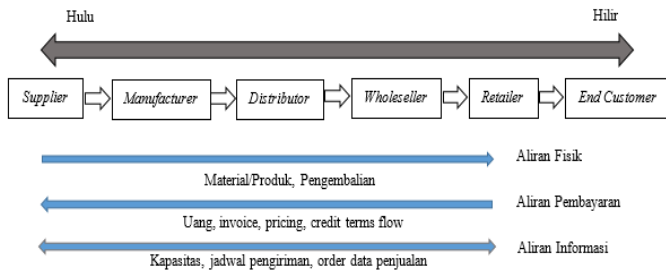 Hulu Hilir
Supplier Manufacturer Distributor Wholeseller Retailer End Customer
Aliran Fisik
Material/Produk, Pengembalian
Aliran Pembayaran
Uang, invoice, pricing, credit terms flow
Aliran Informasi
Kapasitas, jadwal pengiriman, order data penjualan